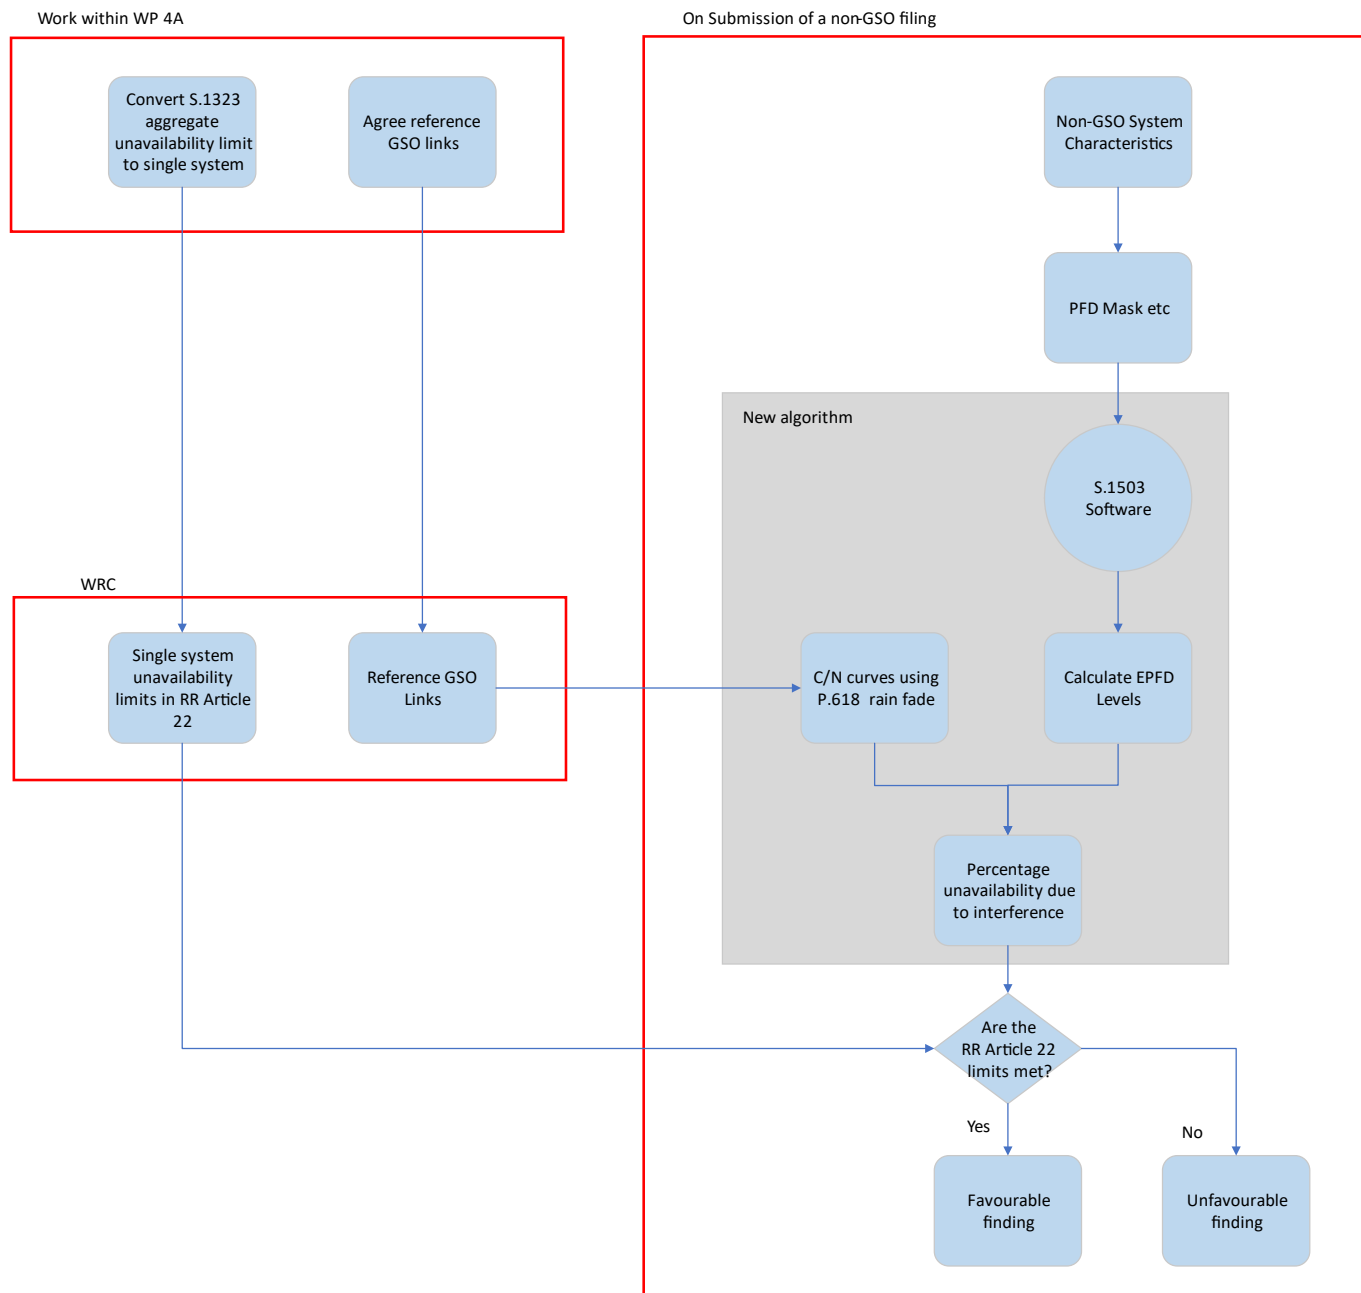 Work within WP 4A
On Submission of a non-GSO filing
Convert S.1323
aggregate
unavailability limit
to single system
Agree reference
GSO links
Non-GSO System
Characteristics
PFD Mask etc
New algorithm
S.1503
Software
WRC
Single system
unavailability
limits in RR Article
22
Reference GSO
Links
C/N curves using
P.618 rain fade
Calculate EPFD
Levels
Percentage
unavailability due
to interference
Are the
RR Article 22
limits met?
Yes
No
Favourable
finding
Unfavourable
finding